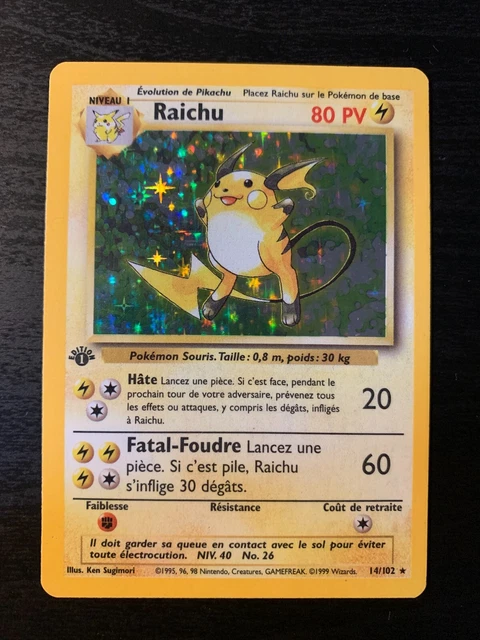 Évolution de Pikachu Placez Raichu sur le Pokémon de base
NIVEAU 1
Raichu 80 PV
EDITION 1
Pokémon Souris. Taille: 0,8 m, poids: 30 kg
Hâte Lancez une pièce. Si c'est face, pendant le
prochain tour de votre adversaire, prévenez tous
les effets ou attaques, y compris les dégâts, infligés
à Raichu.
20
Fatal-Foudre Lancez une
pièce. Si c'est pile, Raichu
s'inflige 30 dégâts.
60
Faiblesse Résistance Coût de retraite
Il doit garder sa queue en contact avec le sol pour éviter
toute électrocution. NIV. 40 No. 26
Illus. Ken Sugimori ©1995, 96, 98 Nintendo, Creatures, GAMEFREAK. ©1999 Wizards. 14/102 ★